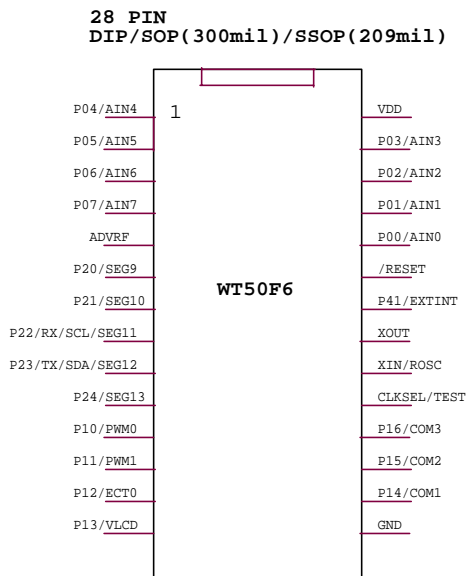 28 PIN
DIP/SOP(300mil)/SSOP(209mil)
P04/AIN4 1 VDD
P05/AIN5 P03/AIN3
P06/AIN6 P02/AIN2
P07/AIN7 P01/AIN1
ADVRF P00/AIN0
P20/SEG9 /RESET
P21/SEG10 WT50F6 P41/EXTINT
P22/RX/SCL/SEG11 XOUT
P23/TX/SDA/SEG12 XIN/ROSC
P24/SEG13 CLKSEL/TEST
P10/PWM0 P16/COM3
P11/PWM1 P15/COM2
P12/ECT0 P14/COM1
P13/VLCD GND